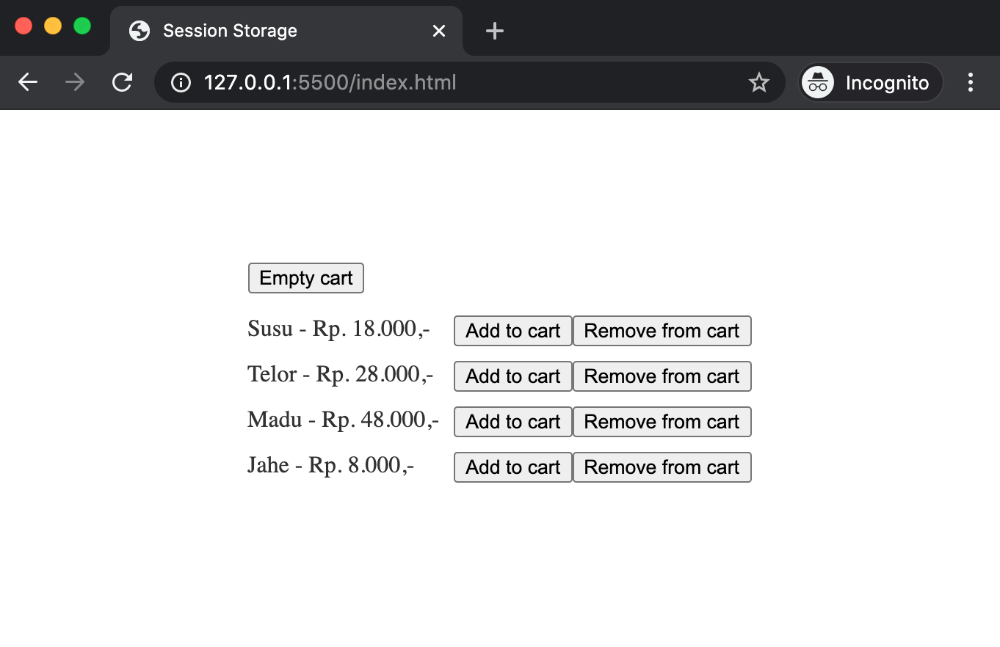 Session Storage
127.0.0.1:5500/index.html
Incognito
Empty cart
Susu - Rp. 18.000,- Add to cart Remove from cart
Telor - Rp. 28.000,- Add to cart Remove from cart
Madu - Rp. 48.000,- Add to cart Remove from cart
Jahe - Rp. 8.000,- Add to cart Remove from cart